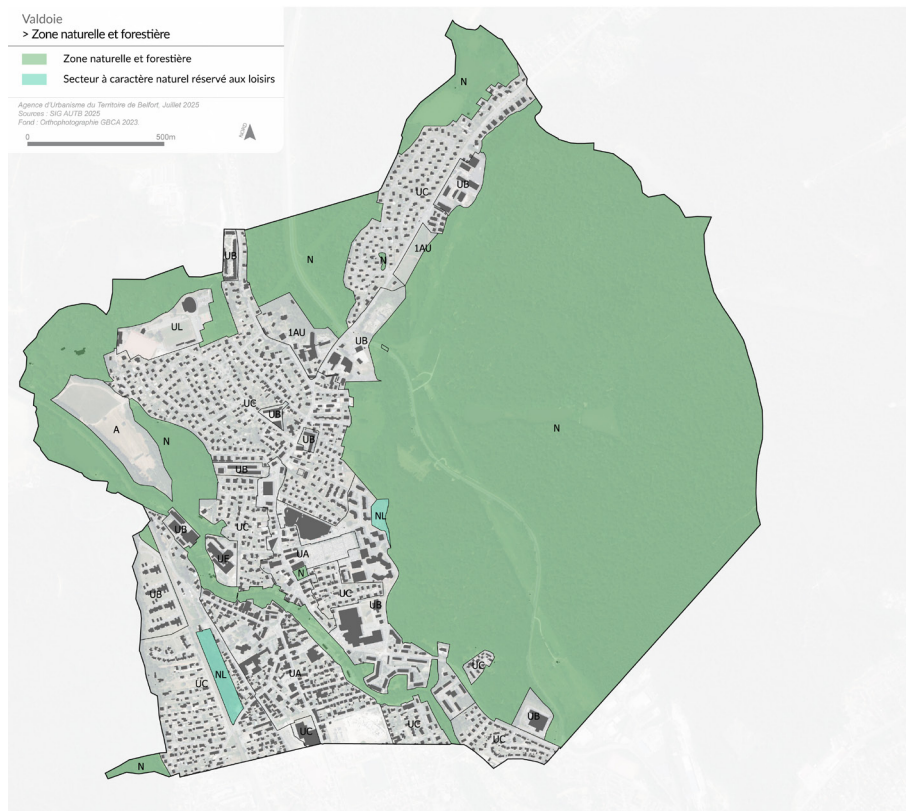 Valdoie
> Zone naturelle et forestière
Zone naturelle et forestière
Secteur à caractère naturel réservé aux loisirs
Agence d'Urbanisme du Territoire de Belfort. Juillet 2025
Sources : SIG AUTB 2025
Fond : Orthophotographie GBCA 2023
NORD
0 500m
N
UB
UC
1AU
UB
N
N
UL
1AU
UB
UC
UB
A
N
UB
N
UB
NL
UB
UC
UE
UA
N
UB
UC
UB
UC
NL
UC
UA
UB
UC
UC
UC
N